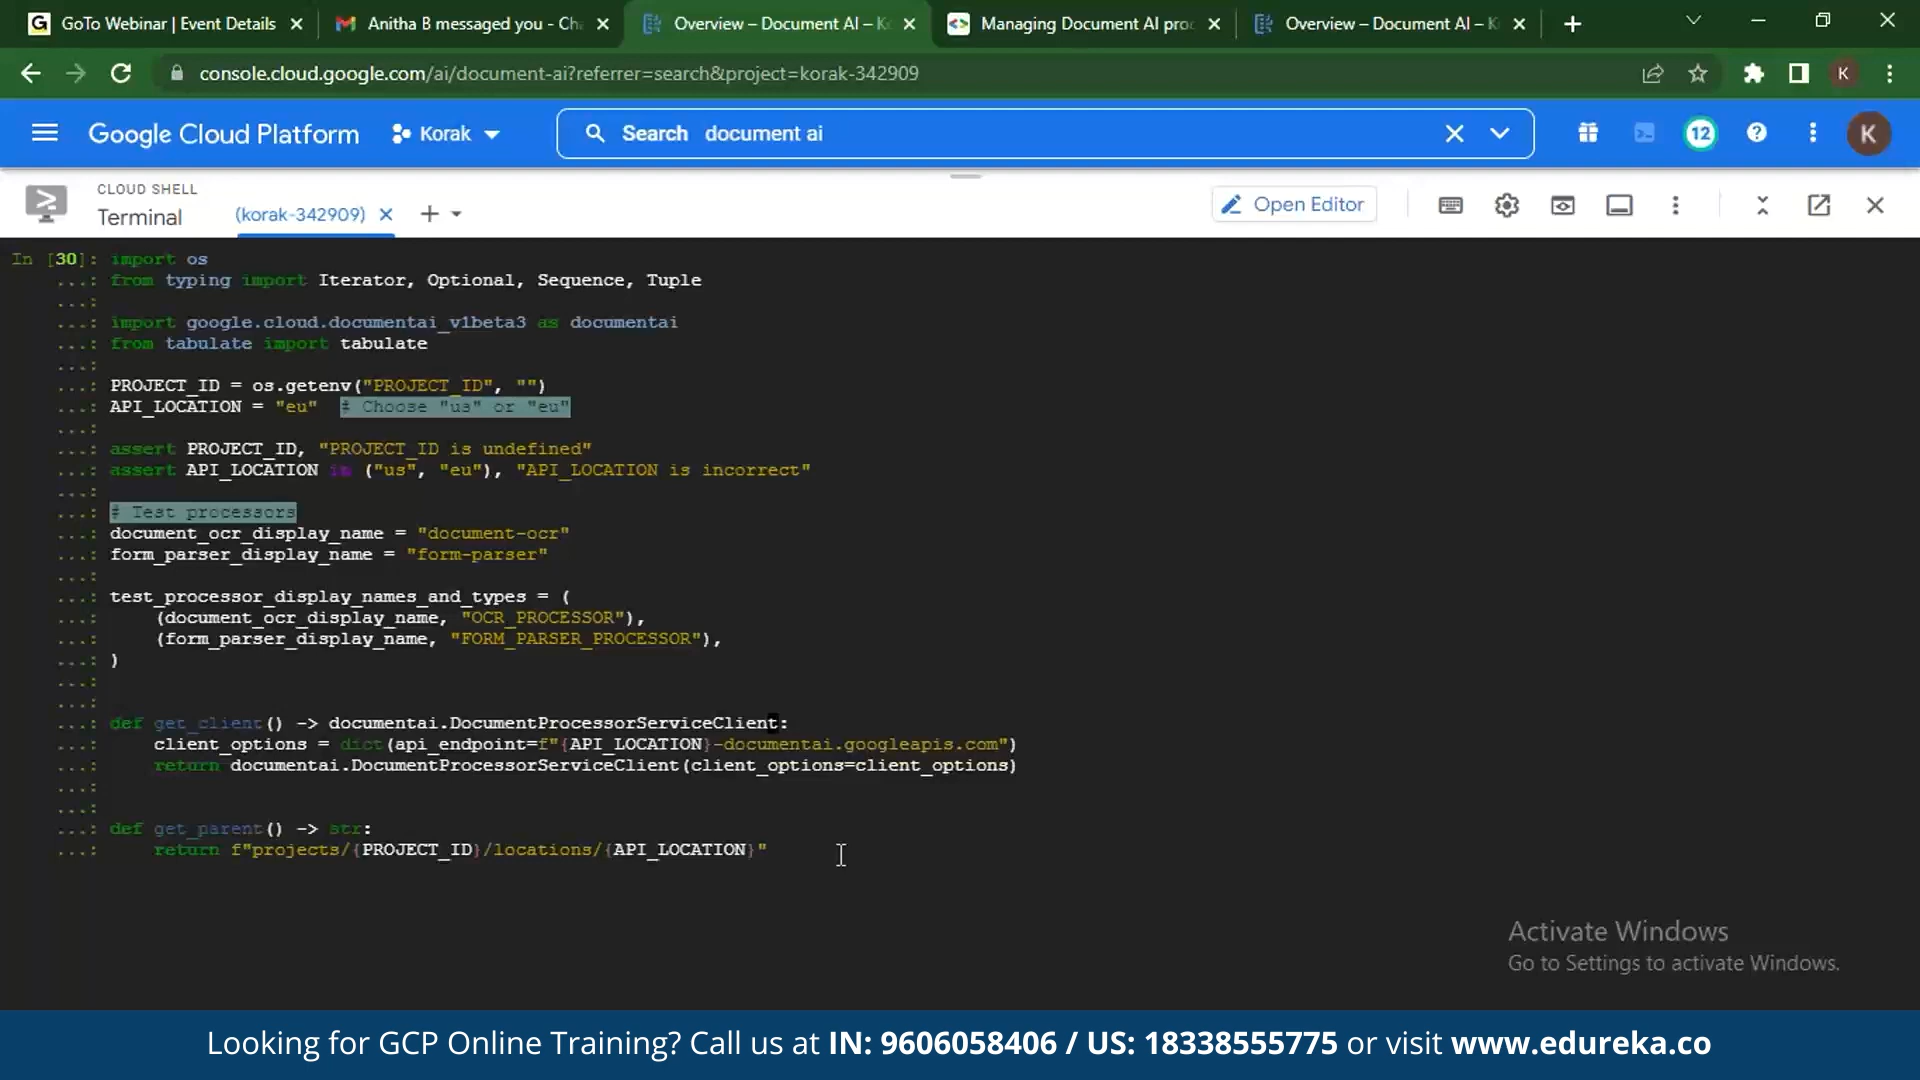 GoTo Webinar | Event Details
Anitha B messaged you - Cha
Overview – Document AI – Ko
Managing Document AI proc
Overview – Document AI – K
console.cloud.google.com/ai/document-ai?referrer=search&project=korak-342909
K
Google Cloud Platform
Korak
Search document ai
12
K
CLOUD SHELL
Terminal
(korak-342909)
Open Editor
In [30]: import os
...: from typing import Iterator, Optional, Sequence, Tuple
...:
...: import google.cloud.documentai_v1beta3 as documentai
...: from tabulate import tabulate
...:
...: PROJECT_ID = os.getenv("PROJECT_ID", "")
...: API_LOCATION = "eu"  # Choose "us" or "eu"
...:
...: assert PROJECT_ID, "PROJECT_ID is undefined"
...: assert API_LOCATION in ("us", "eu"), "API_LOCATION is incorrect"
...:
...: # Test processors
...: document_ocr_display_name = "document-ocr"
...: form_parser_display_name = "form-parser"
...:
...: test_processor_display_names_and_types = (
...:     (document_ocr_display_name, "OCR_PROCESSOR"),
...:     (form_parser_display_name, "FORM_PARSER_PROCESSOR"),
...: )
...:
...:
...: def get_client() -> documentai.DocumentProcessorServiceClient:
...:     client_options = dict(api_endpoint=f"{API_LOCATION}-documentai.googleapis.com")
...:     return documentai.DocumentProcessorServiceClient(client_options=client_options)
...:
...:
...: def get_parent() -> str:
...:     return f"projects/{PROJECT_ID}/locations/{API_LOCATION}"
Activate Windows
Go to Settings to activate Windows.
Looking for GCP Online Training? Call us at IN: 9606058406 / US: 18338555775 or visit www.edureka.co